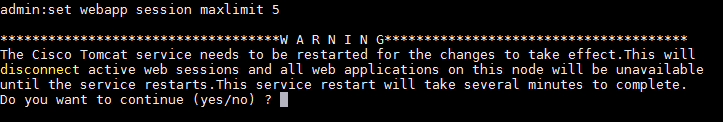 admin:set webapp session maxlimit 5
***********************************W A R N I N G**************************************
The Cisco Tomcat service needs to be restarted for the changes to take effect.This will
disconnect active web sessions and all web applications on this node will be unavailable
until the service restarts.This service restart will take several minutes to complete.
Do you want to continue (yes/no) ?